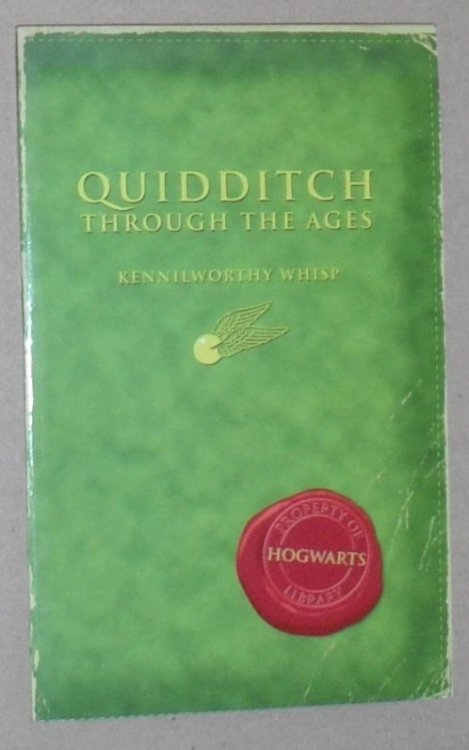 QUIDDITCH
THROUGH THE AGES
KENNILWORTHY WHISP
PROPERTY OF
HOGWARTS
LIBRARY